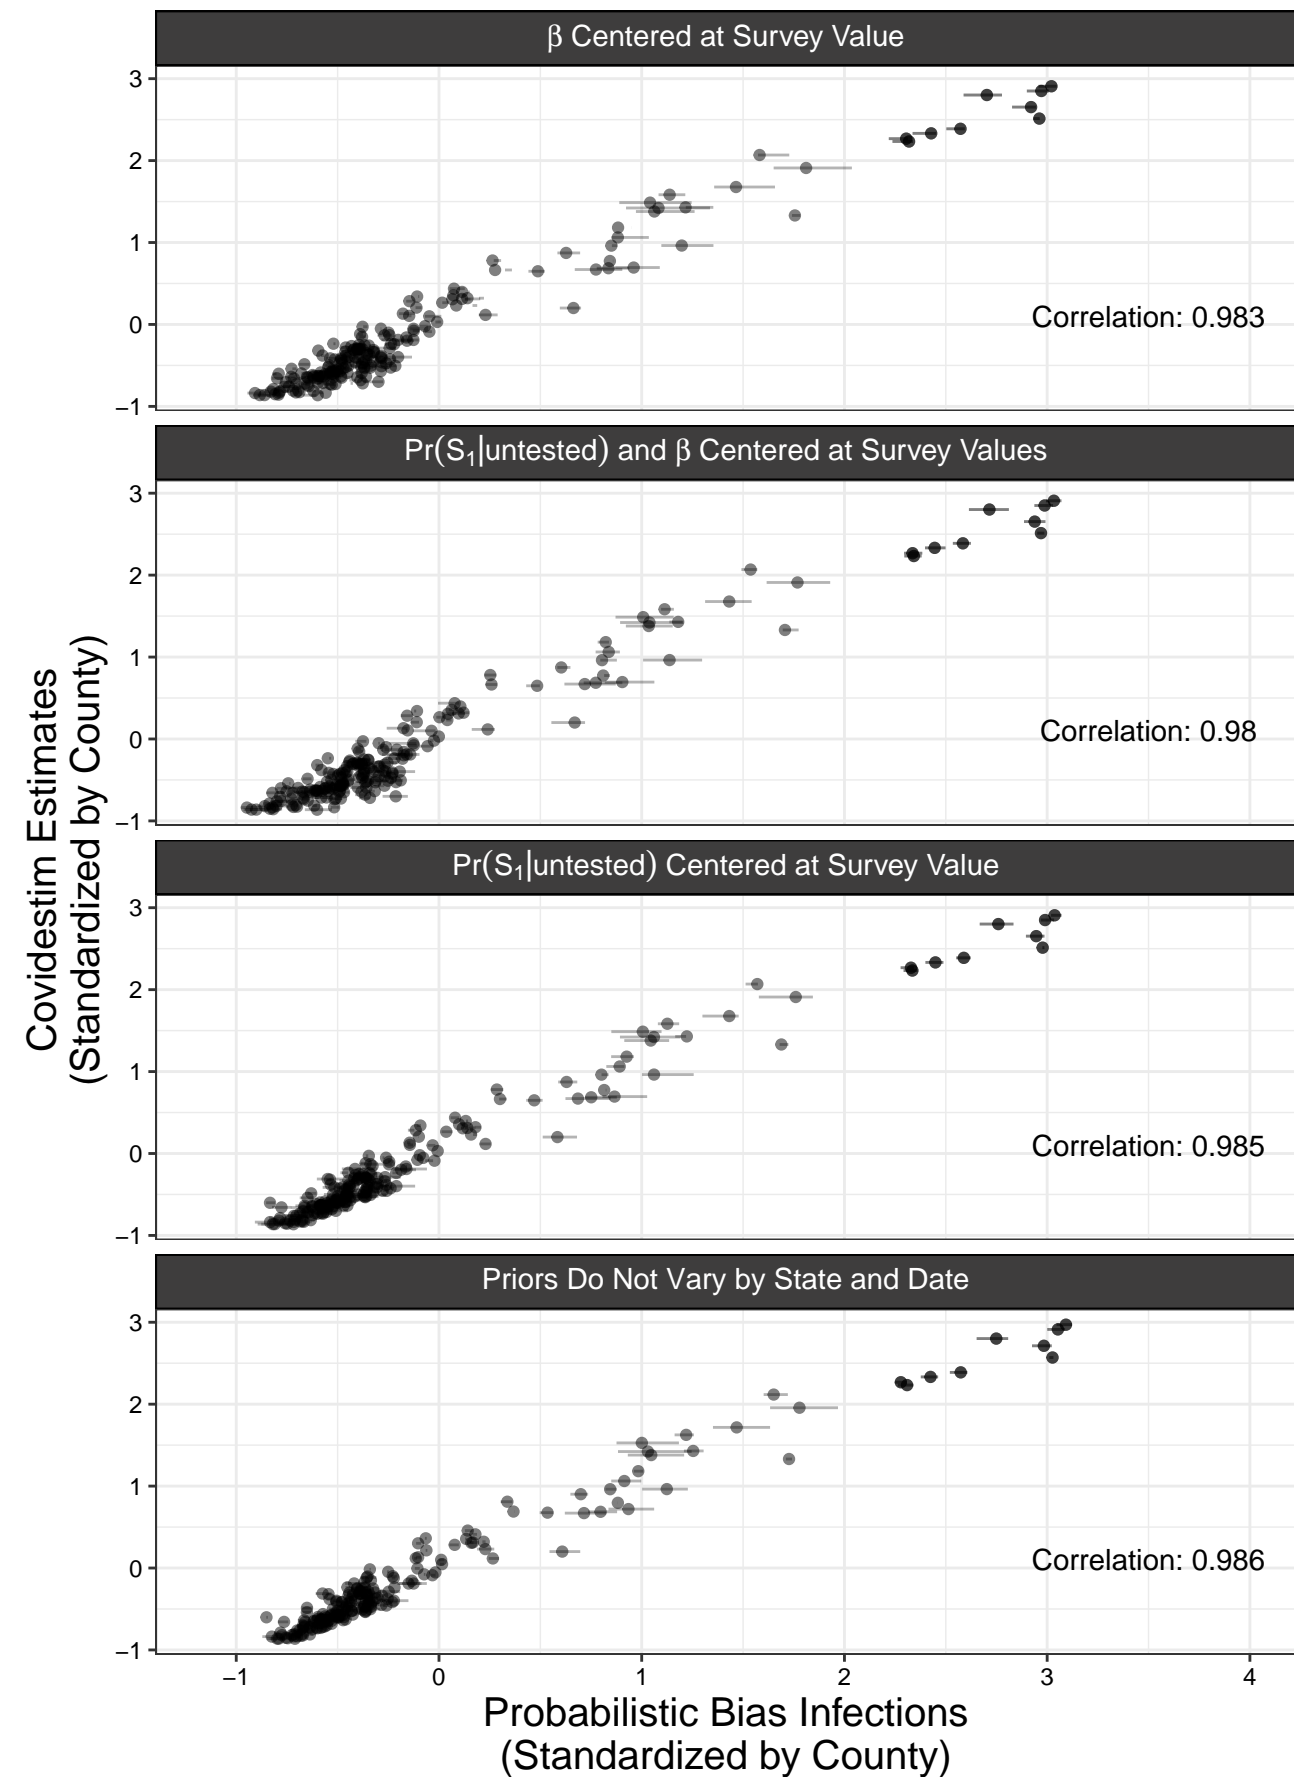 β Centered at Survey Value
3
2
1
0
−1
Correlation: 0.983
Pr(S₁|untested) and β Centered at Survey Values
3
2
1
0
−1
Correlation: 0.98
Pr(S₁|untested) Centered at Survey Value
3
2
1
0
−1
Correlation: 0.985
Priors Do Not Vary by State and Date
3
2
1
0
−1
Correlation: 0.986
−1 0 1 2 3 4
Probabilistic Bias Infections
(Standardized by County)
Covidestim Estimates
(Standardized by County)